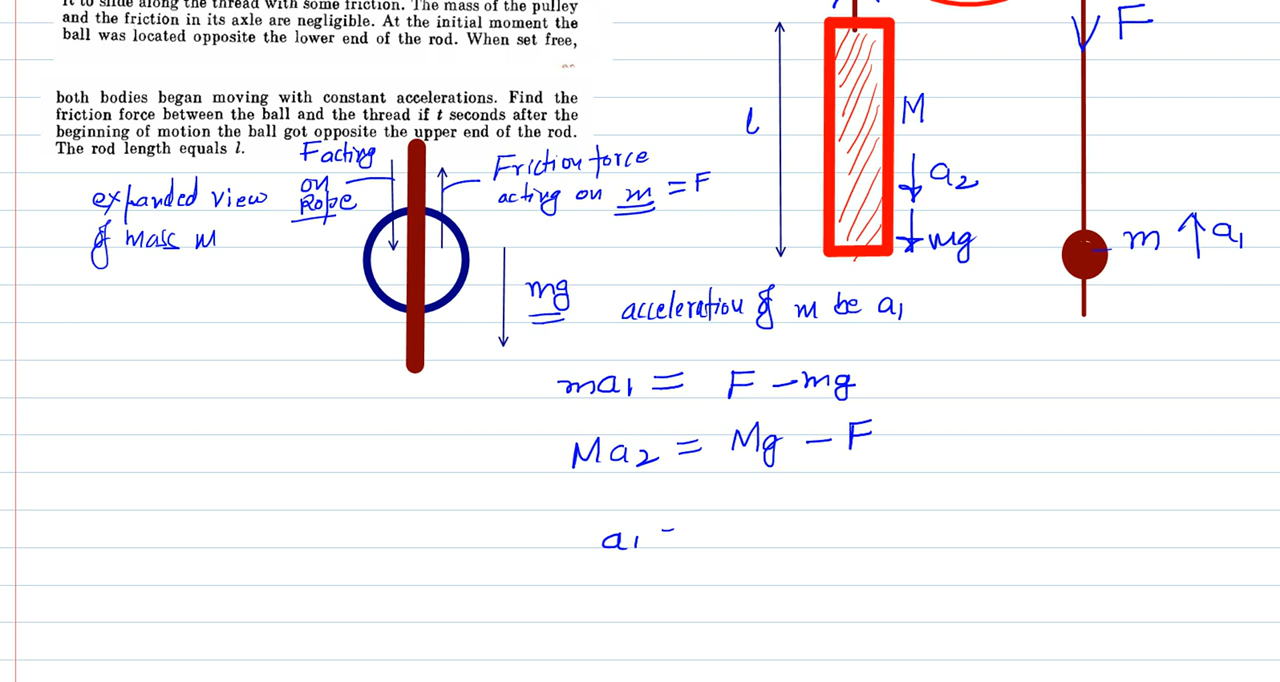 it to slide along the thread with some friction. The mass of the pulley
and the friction in its axle are negligible. At the initial moment the
ball was located opposite the lower end of the rod. When set free,
both bodies began moving with constant accelerations. Find the
friction force between the ball and the thread if t seconds after the
beginning of motion the ball got opposite the upper end of the rod.
The rod length equals l.
F acting
on
Rope
Friction force
acting on m = F
expanded view
of mass m
mg
l
M
a2
mg
F
m a1
acceleration of m be a1
ma1 = F - mg
Ma2 = Mg - F
a1 -